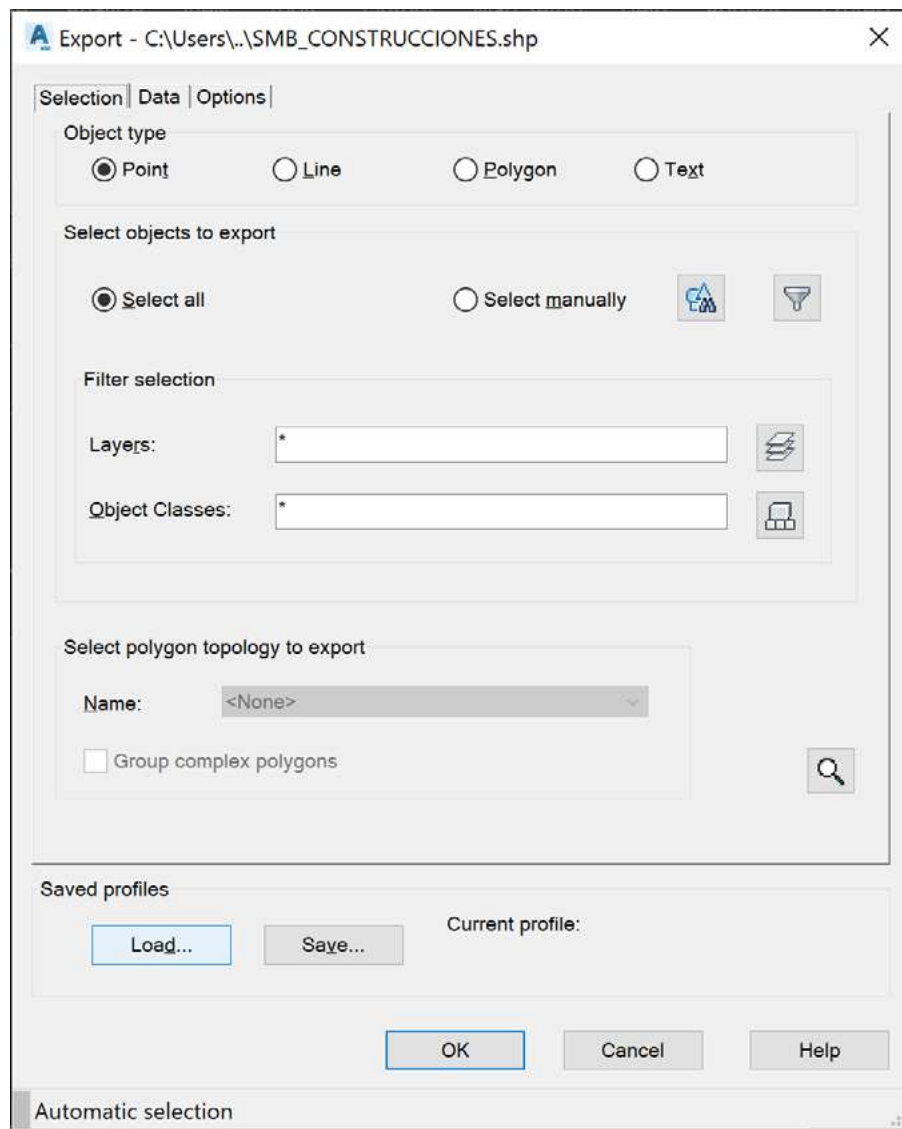 Export - C:\Users\..\SMB_CONSTRUCCIONES.shp
Selection Data Options
Object type
Point Line Polygon Text
Select objects to export
Select all Select manually
Filter selection
Layers: *
Object Classes: *
Select polygon topology to export
Name: <None>
Group complex polygons
Saved profiles
Load... Save... Current profile:
OK Cancel Help
Automatic selection